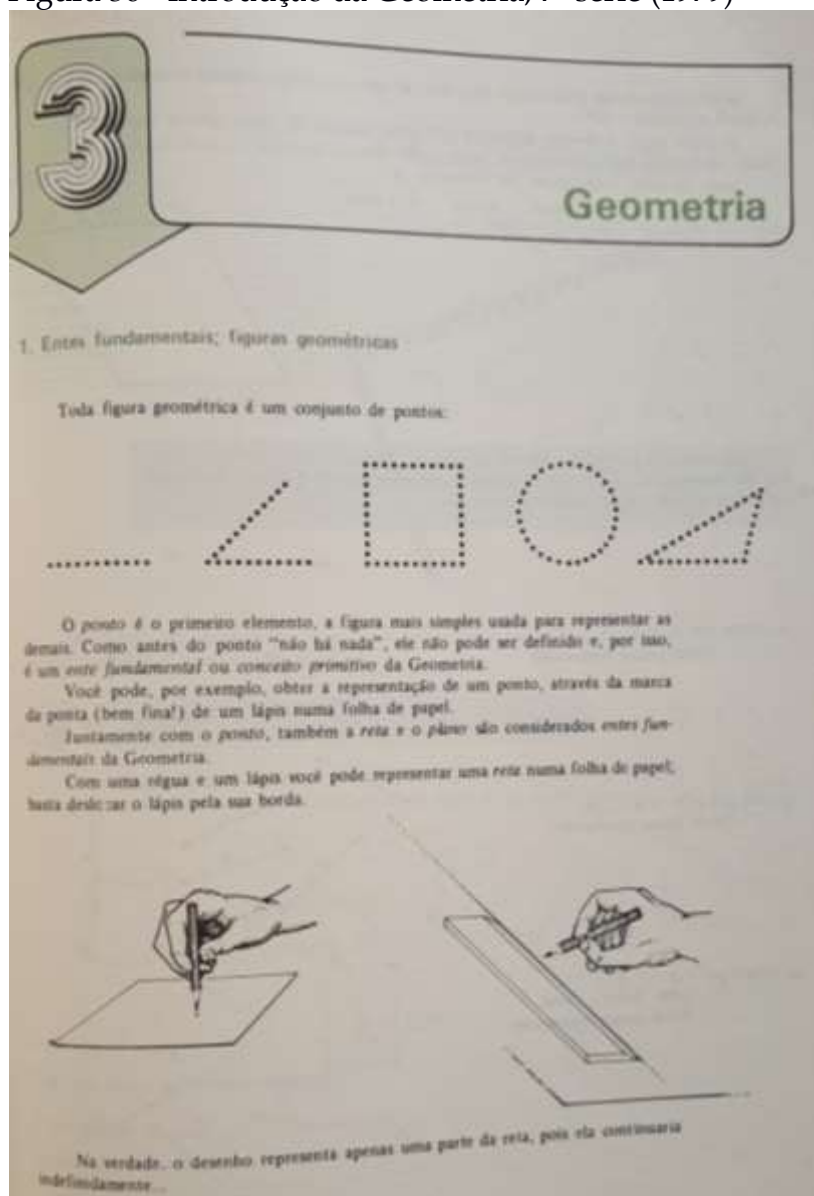 Introdução da Geometria, (1979)
3
Geometria
1. Entes fundamentais; figuras geométricas
Toda figura geométrica é um conjunto de pontos:
O ponto é o primeiro elemento, a figura mais simples usada para representar as
demais. Como antes do ponto “não há nada”, ele não pode ser definido e, por isso,
é um ente fundamental ou conceito primitivo da Geometria.
Você pode, por exemplo, obter a representação de um ponto, através da marca
da ponta (bem fina!) de um lápis numa folha de papel.
Juntamente com o ponto, também a reta e o plano são considerados entes fun-
damentais da Geometria.
Com uma régua e um lápis você pode representar uma reta numa folha de papel;
basta deslizar o lápis pela sua borda.
Na verdade, o desenho representa apenas uma parte da reta, pois ela continuaria
indefinidamente...